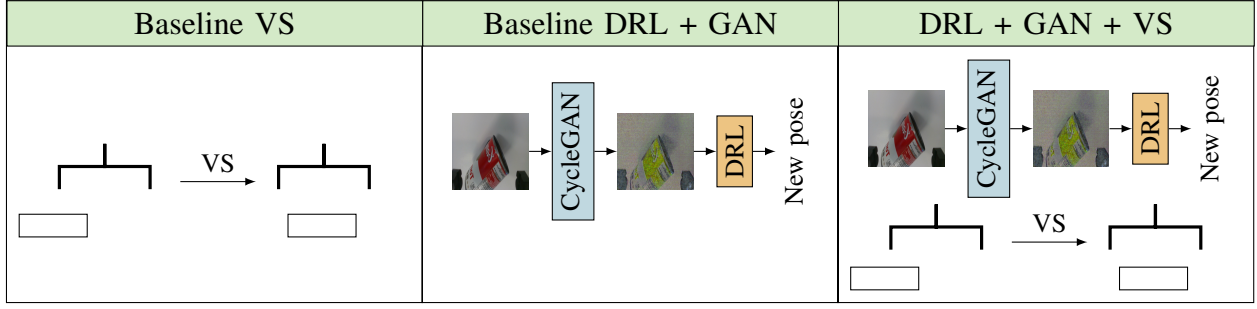 Baseline VS
Baseline DRL + GAN
DRL + GAN + VS
VS
CycleGAN
DRL
New pose
CycleGAN
DRL
New pose
VS